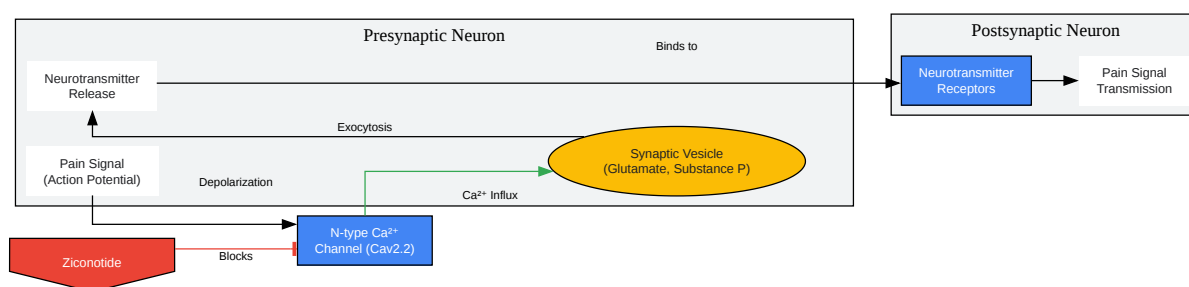 Presynaptic Neuron
Postsynaptic Neuron
Binds to
Neurotransmitter
Release
Neurotransmitter
Receptors
Pain Signal
Transmission
Exocytosis
Pain Signal
(Action Potential)
Synaptic Vesicle
(Glutamate, Substance P)
Depolarization
Ca²⁺ Influx
N-type Ca²⁺
Channel (Cav2.2)
Ziconotide
Blocks